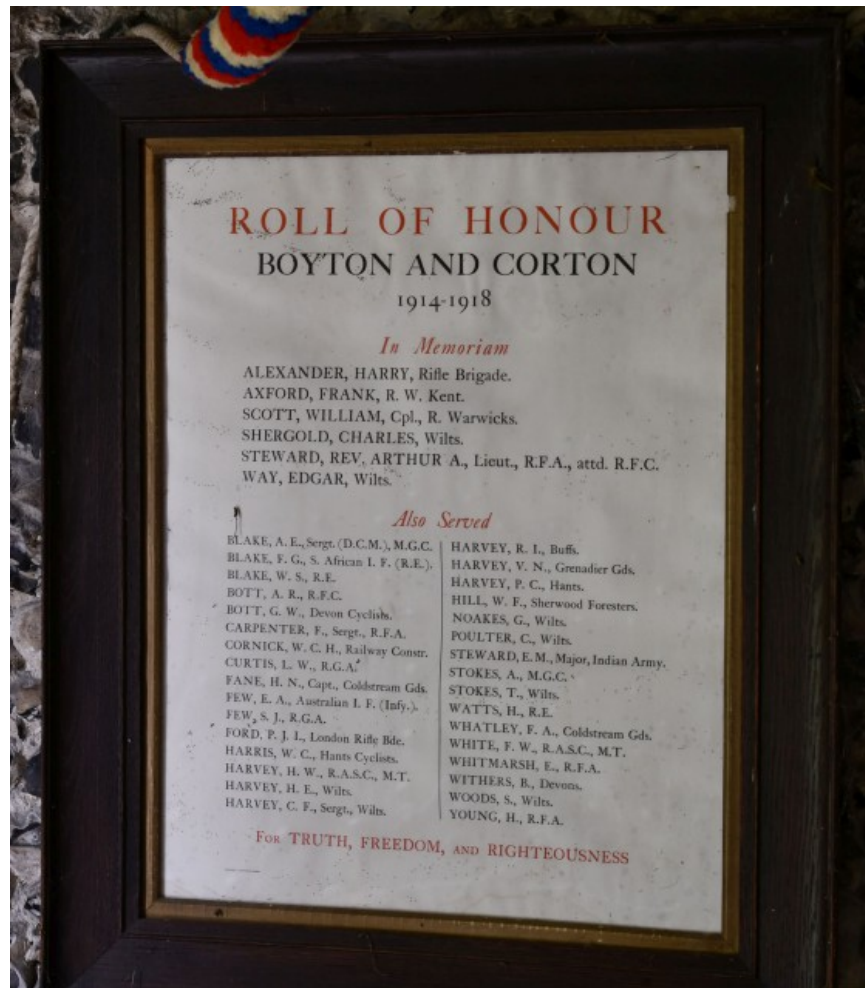 ROLL OF HONOUR
BOYTON AND CORTON
1914-1918
In Memoriam
ALEXANDER, HARRY, Rifle Brigade.
AXFORD, FRANK, R. W. Kent.
SCOTT, WILLIAM, Cpl., R. Warwicks.
SHERGOLD, CHARLES, Wilts.
STEWARD, REV. ARTHUR A., Lieut., R.F.A., attd. R.F.C.
WAY, EDGAR, Wilts.
Also Served
BLAKE, A. E., Sergt. (D.C.M.), M.G.C.
BLAKE, F. G., S. African I. F. (R.E.).
BLAKE, W. S., R.E.
BOTT, A. R., R.F.C.
BOTT, G. W., Devon Cyclists.
CARPENTER, F., Sergt., R.F.A.
CORNICK, W. C. H., Railway Constr.
CURTIS, L. W., R.G.A.
FANE, H. N., Capt., Coldstream Gds.
FEW, E. A., Australian I. F. (Infy.).
FEW, S. J., R.G.A.
FORD, P. J. I., London Rifle Bde.
HARRIS, W. C., Hants Cyclists.
HARVEY, H. W., R.A.S.C., M.T.
HARVEY, H. E., Wilts.
HARVEY, C. F., Sergt., Wilts.
HARVEY, R. I., Buffs.
HARVEY, V. N., Grenadier Gds.
HARVEY, P. C., Hants.
HILL, W. F., Sherwood Foresters.
NOAKES, G., Wilts.
POULTER, C., Wilts.
STEWARD, E. M., Major, Indian Army.
STOKES, A., M.G.C.
STOKES, T., Wilts.
WATTS, H., R.E.
WHATLEY, F. A., Coldstream Gds.
WHITE, F. W., R.A.S.C., M.T.
WHITMARSH, E., R.F.A.
WITHERS, B., Devons.
WOODS, S., Wilts.
YOUNG, H., R.F.A.
FOR TRUTH, FREEDOM, AND RIGHTEOUSNESS